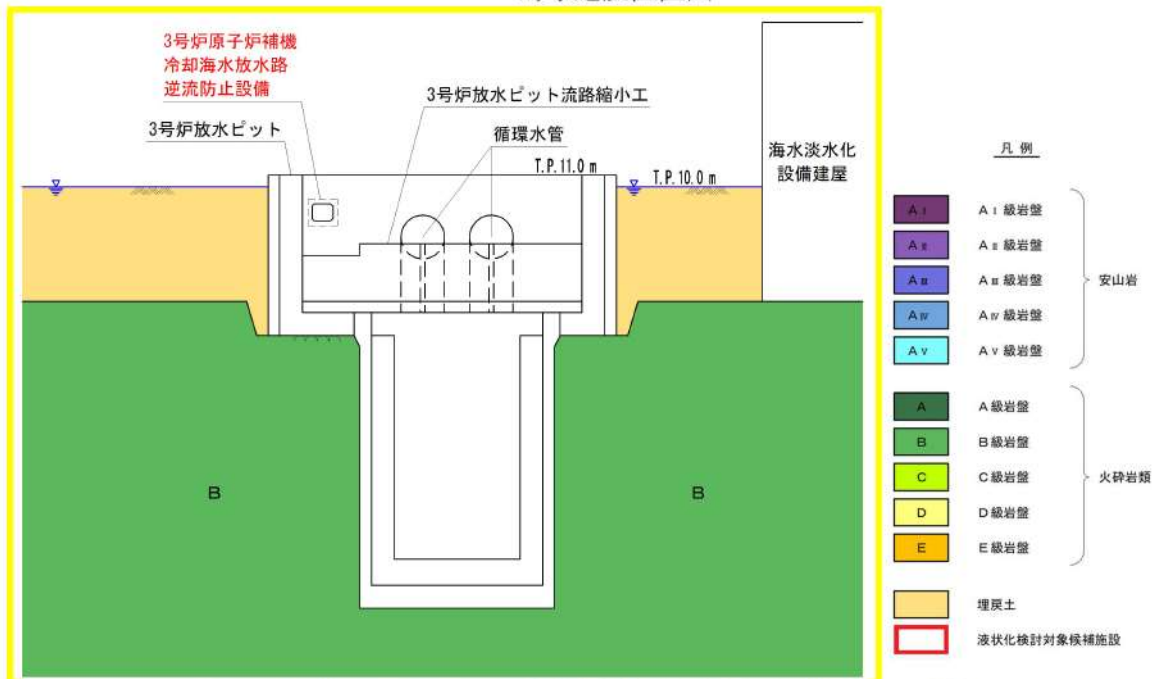 3号炉原子炉補機
冷却海水放水路
逆流防止設備
3号炉放水ピット流路縮小工
3号炉放水ピット
循環水管
T.P.11.0 m
T.P.10.0 m
海水淡水化
設備建屋
B
B
凡例
AⅠ AⅠ級岩盤
AⅡ AⅡ級岩盤
AⅢ AⅢ級岩盤
AⅣ AⅣ級岩盤
AⅤ AⅤ級岩盤
安山岩
A A級岩盤
B B級岩盤
C C級岩盤
D D級岩盤
E E級岩盤
火砕岩類
埋戻土
液状化検討対象候補施設